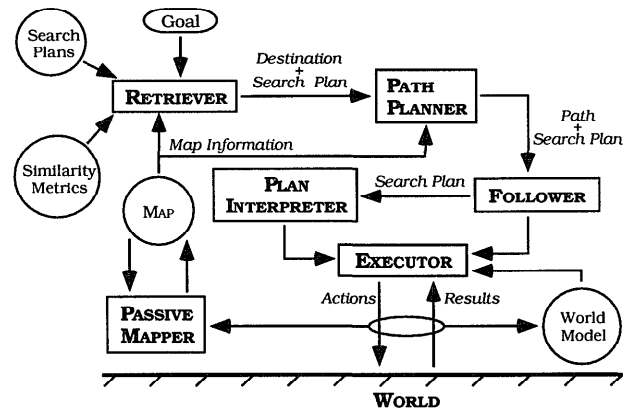 Search
Plans
Goal
Destination
+
Search Plan
RETRIEVER
PATH
PLANNER
Path
+
Search Plan
Map Information
Similarity
Metrics
MAP
PLAN
INTERPRETER
Search Plan
FOLLOWER
EXECUTOR
Actions
Results
PASSIVE
MAPPER
World
Model
WORLD